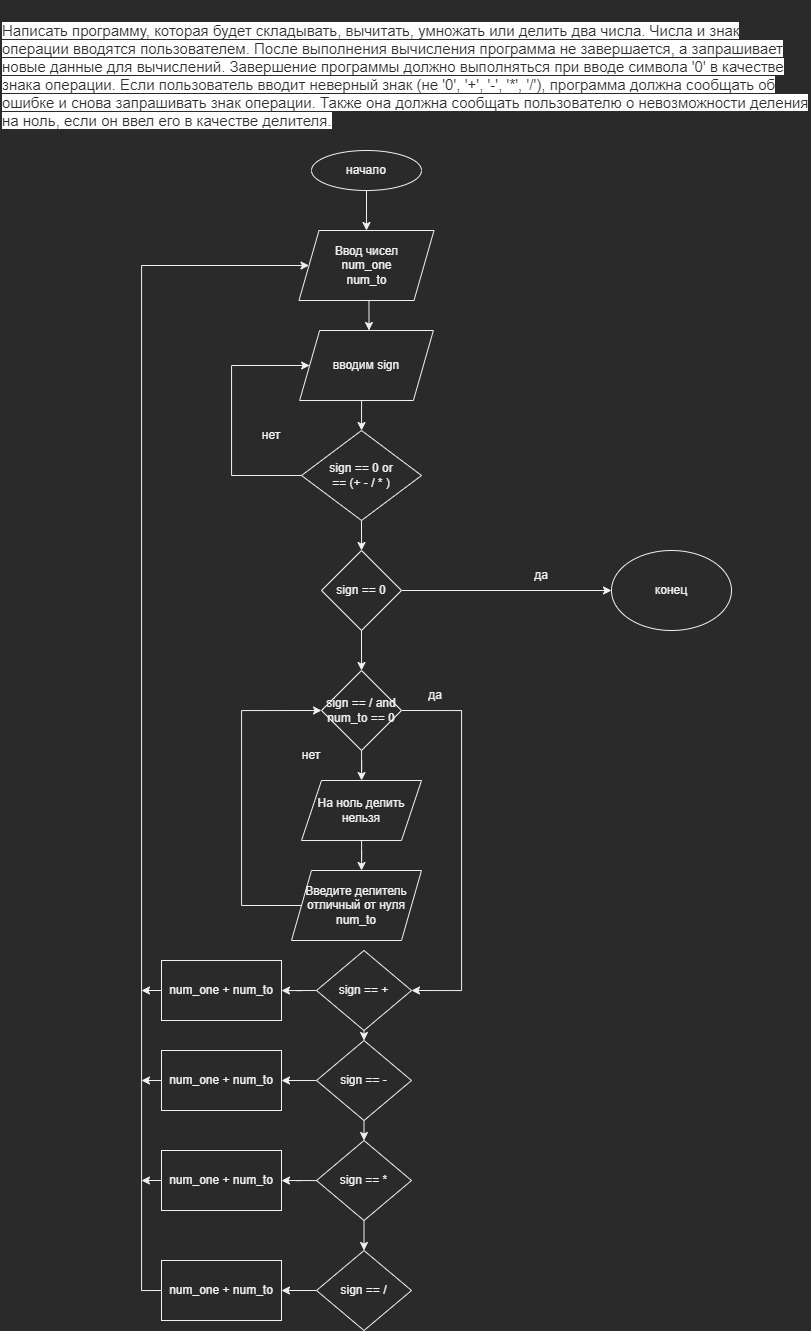 Написать программу, которая будет складывать, вычитать, умножать или делить два числа. Числа и знак
операции вводятся пользователем. После выполнения вычисления программа не завершается, а запрашивает
новые данные для вычислений. Завершение программы должно выполняться при вводе символа '0' в качестве
знака операции. Если пользователь вводит неверный знак (не '0', '+', '-', '*', '/'), программа должна сообщать об
ошибке и снова запрашивать знак операции. Также она должна сообщать пользователю о невозможности деления
на ноль, если он ввел его в качестве делителя.
начало
Ввод чисел
num_one
num_to
вводим sign
нет
sign == 0 or
== (+ - / * )
sign == 0
да
конец
sign == / and
num_to == 0
да
нет
На ноль делить
нельзя
Введите делитель
отличный от нуля
num_to
num_one + num_to
sign == +
num_one + num_to
sign == -
num_one + num_to
sign == *
num_one + num_to
sign == /